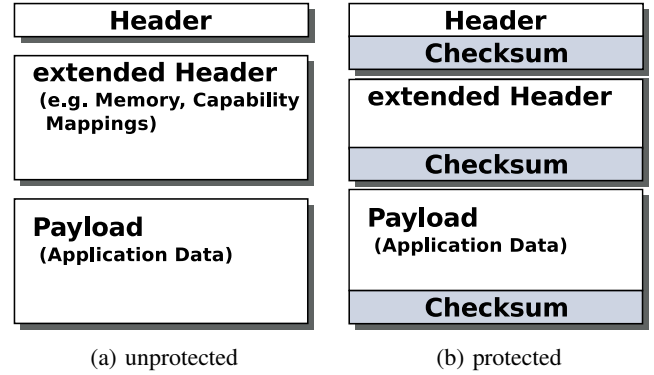 Header
extended Header
(e.g. Memory, Capability
Mappings)
Payload
(Application Data)
(a) unprotected
Header
Checksum
extended Header
Checksum
Payload
(Application Data)
Checksum
(b) protected